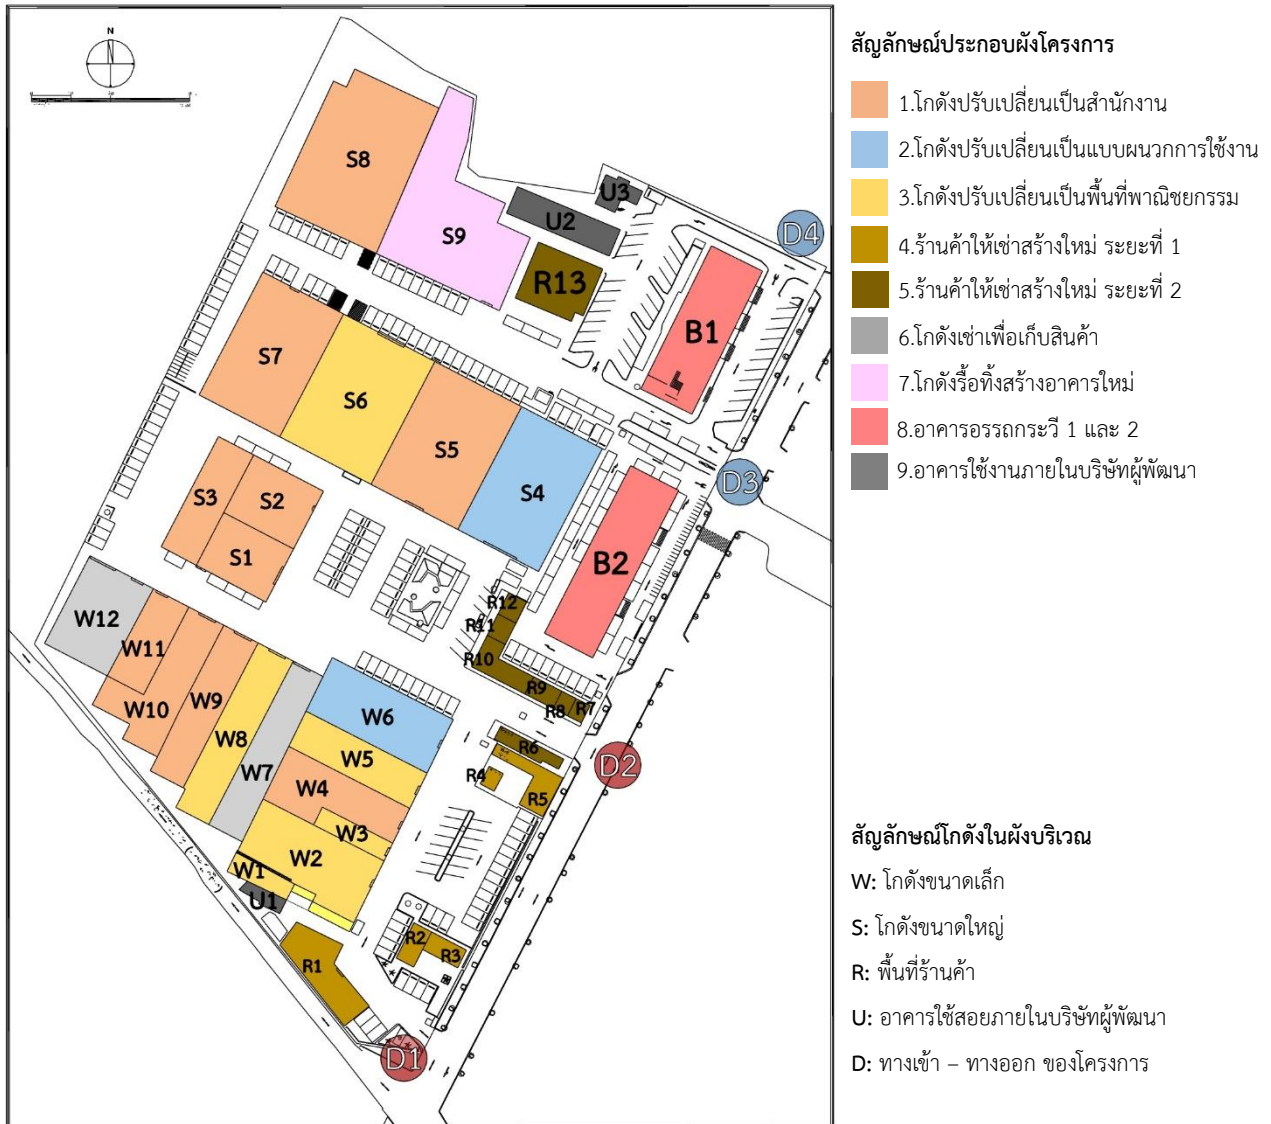 N
S8
S9
U3
U2
D4
R13
B1
S7
S6
S5
S4
D3
S3
S2
S1
B2
R12
R11
R10
R9
R8
R7
W12
W11
W10
W9
W8
W7
W6
W5
W4
W3
W2
W1
U1
R6
R4
R5
D2
R2
R3
R1
D1
สัญลักษณ์ประกอบผังโครงการ
1.โกดังปรับเปลี่ยนเป็นสำนักงาน
2.โกดังปรับเปลี่ยนเป็นแบบผนวกการใช้งาน
3.โกดังปรับเปลี่ยนเป็นพื้นที่พาณิชยกรรม
4.ร้านค้าให้เช่าสร้างใหม่ ระยะที่ 1
5.ร้านค้าให้เช่าสร้างใหม่ ระยะที่ 2
6.โกดังเช่าเพื่อเก็บสินค้า
7.โกดังรื้อทิ้งสร้างอาคารใหม่
8.อาคารอรรถกระวี 1 และ 2
9.อาคารใช้งานภายในบริษัทผู้พัฒนา
สัญลักษณ์โกดังในผังบริเวณ
W: โกดังขนาดเล็ก
S: โกดังขนาดใหญ่
R: พื้นที่ร้านค้า
U: อาคารใช้สอยภายในบริษัทผู้พัฒนา
D: ทางเข้า – ทางออก ของโครงการ